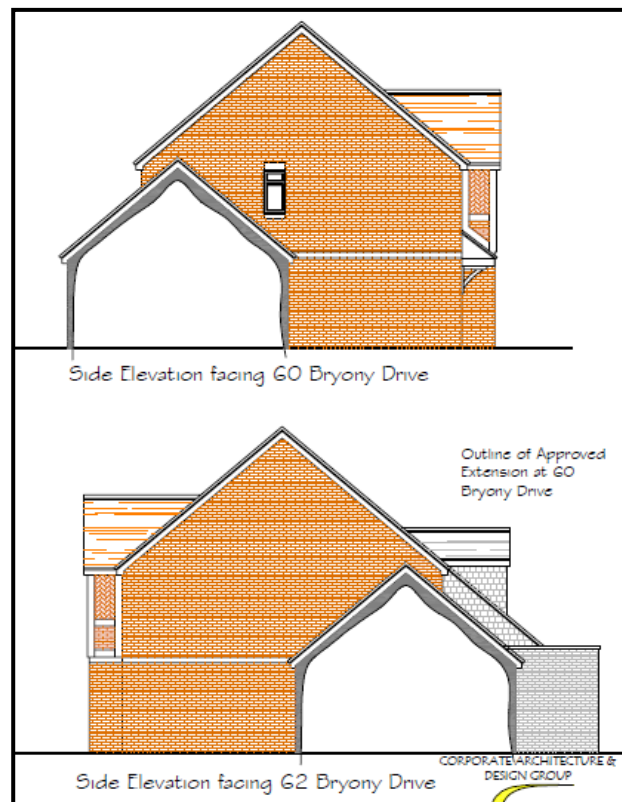 Side Elevation facing 60 Bryony Drive
Outline of Approved
Extension at 60
Bryony Drive
Side Elevation facing 62 Bryony Drive
CORPORATE ARCHITECTURE &
DESIGN GROUP